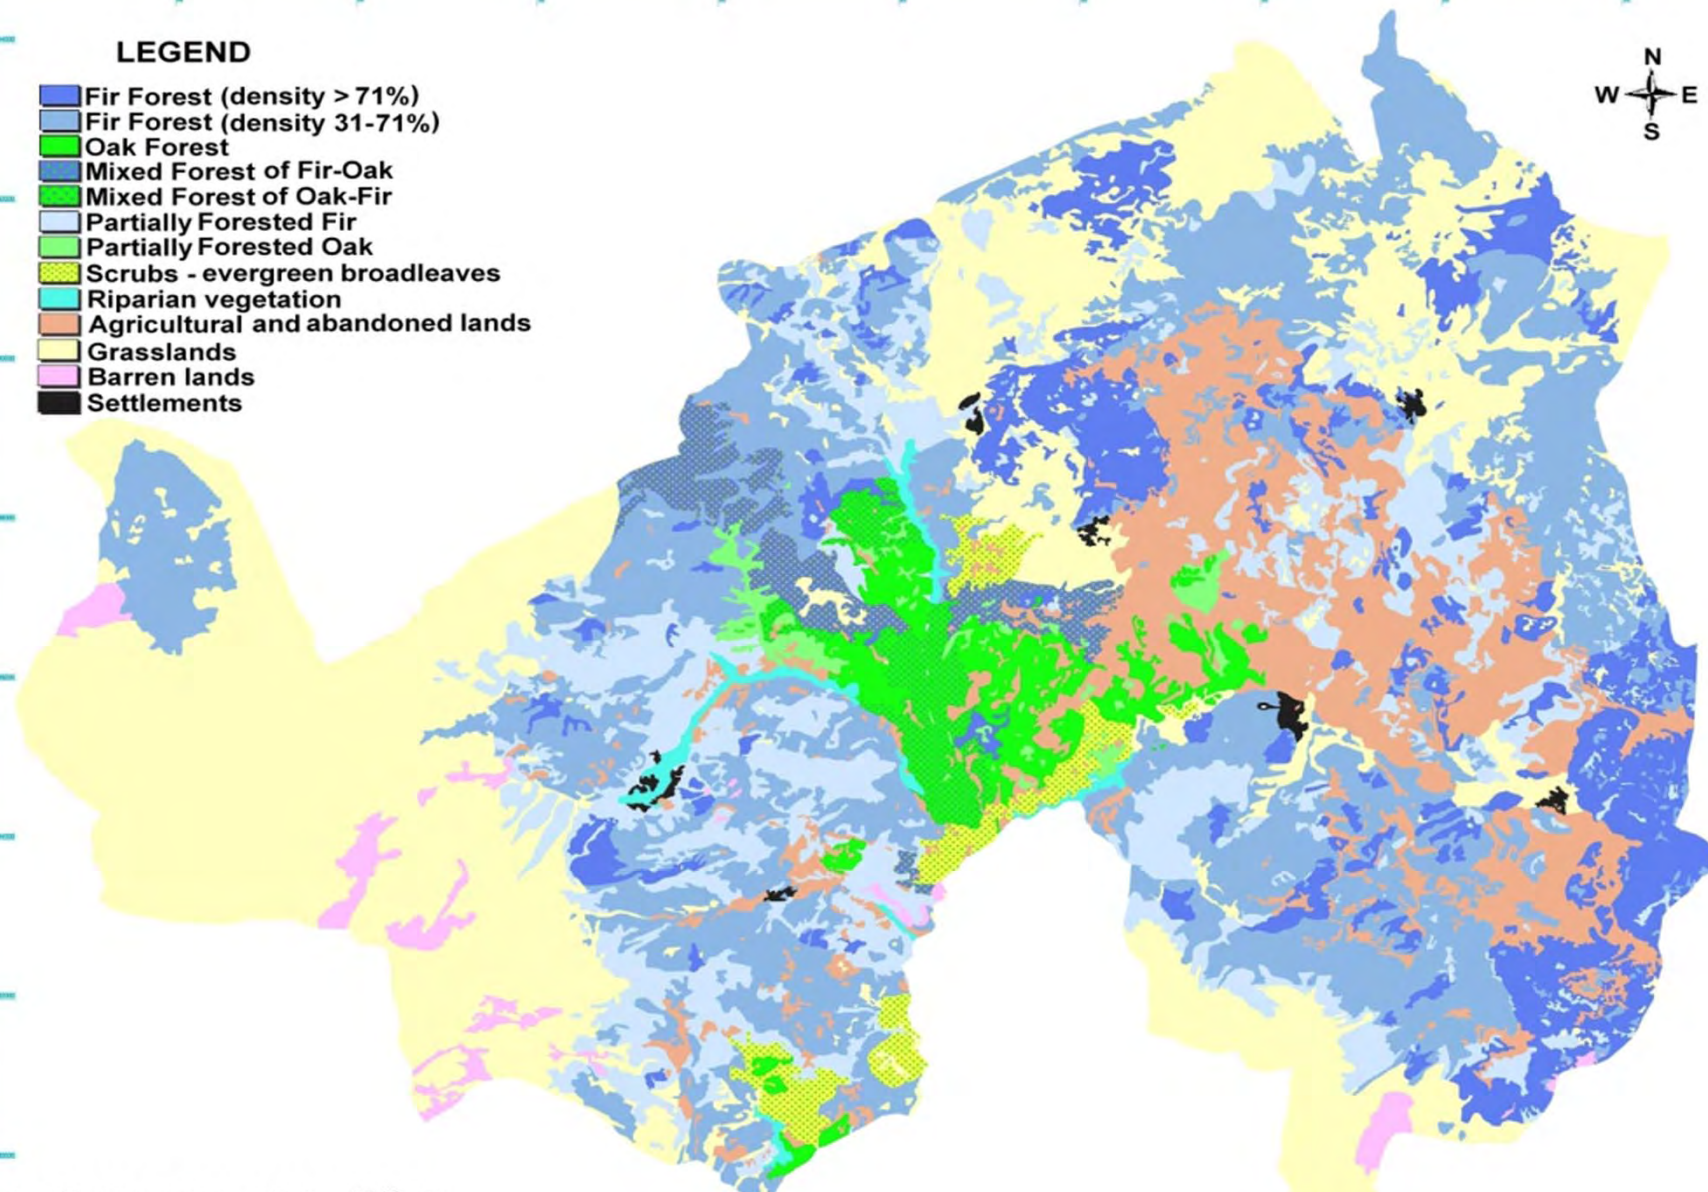 LEGEND
Fir Forest (density > 71%)
Fir Forest (density 31-71%)
Oak Forest
Mixed Forest of Fir-Oak
Mixed Forest of Oak-Fir
Partially Forested Fir
Partially Forested Oak
Scrubs - evergreen broadleaves
Riparian vegetation
Agricultural and abandoned lands
Grasslands
Barren lands
Settlements
N
W E
S